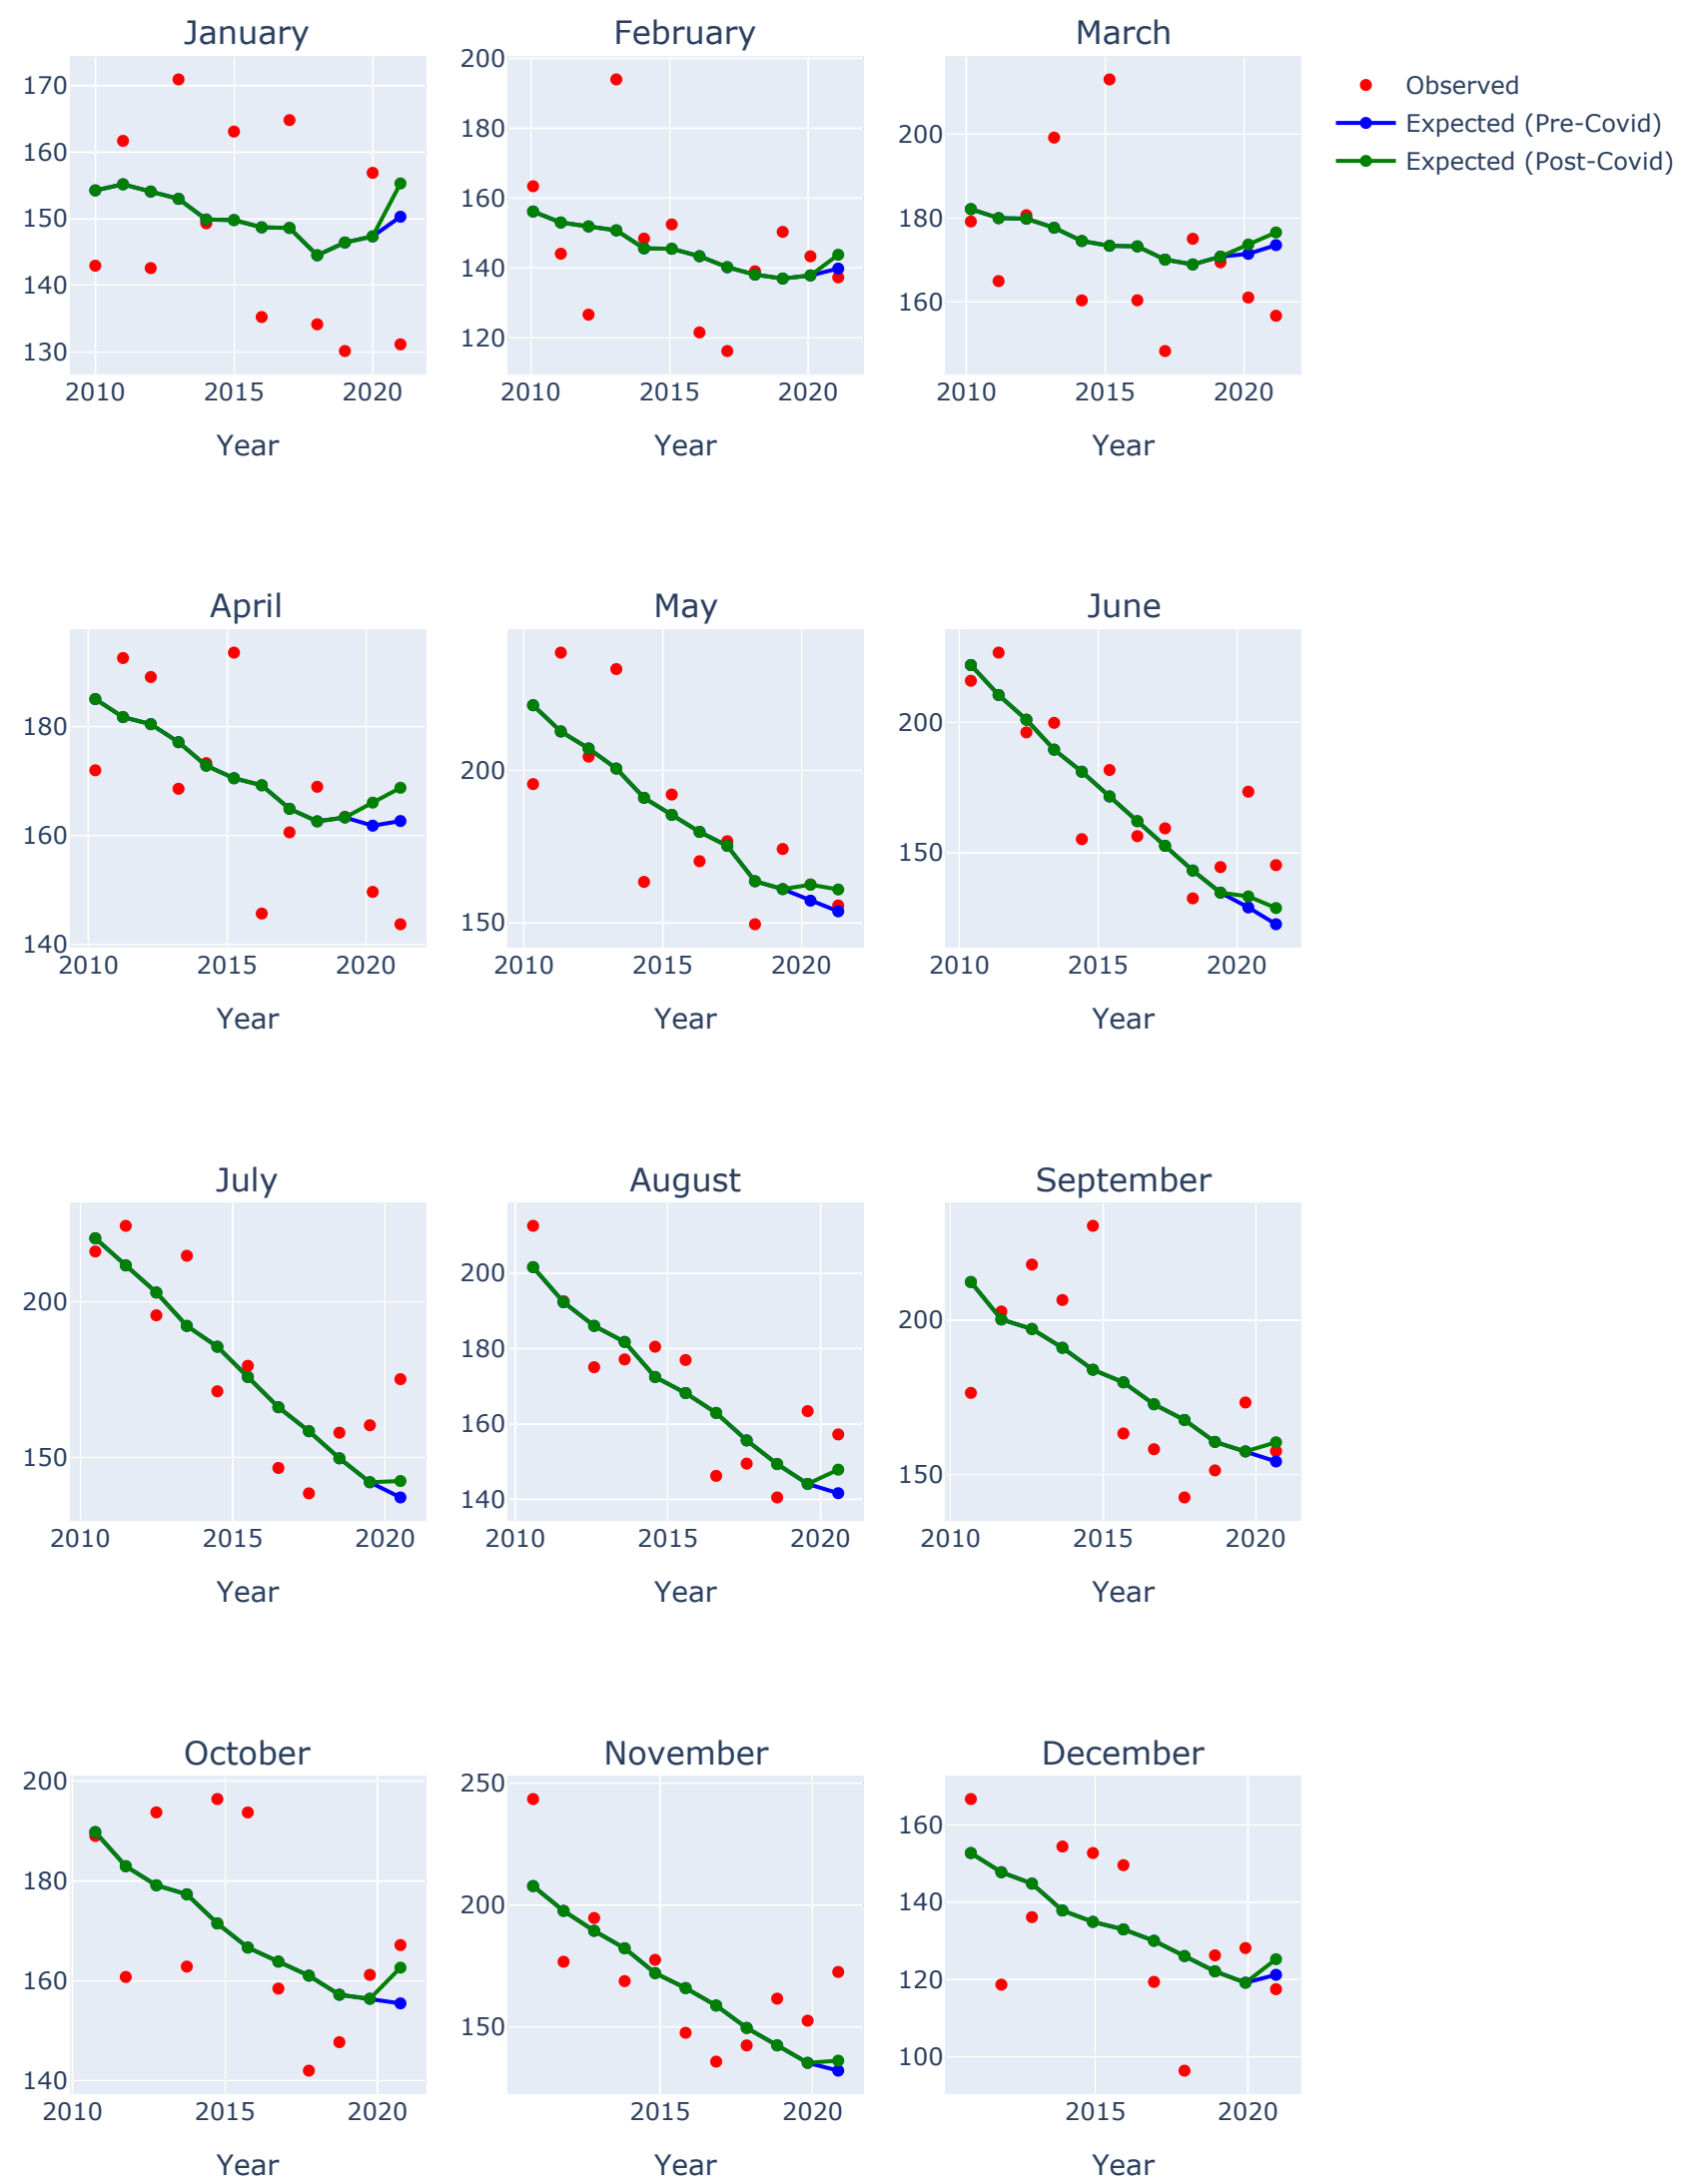 January
February
March
170
160
150
140
130
2010 2015 2020
Year
200
180
160
140
120
2010 2015 2020
Year
200
180
160
2010 2015 2020
Year
Observed
Expected (Pre-Covid)
Expected (Post-Covid)
April
May
June
180
160
140
2010 2015 2020
Year
200
150
2010 2015 2020
Year
200
150
2010 2015 2020
Year
July
August
September
200
150
2010 2015 2020
Year
200
180
160
140
2010 2015 2020
Year
200
150
2010 2015 2020
Year
October
November
December
200
180
160
140
2010 2015 2020
Year
250
200
150
2015 2020
Year
160
140
120
100
2015 2020
Year